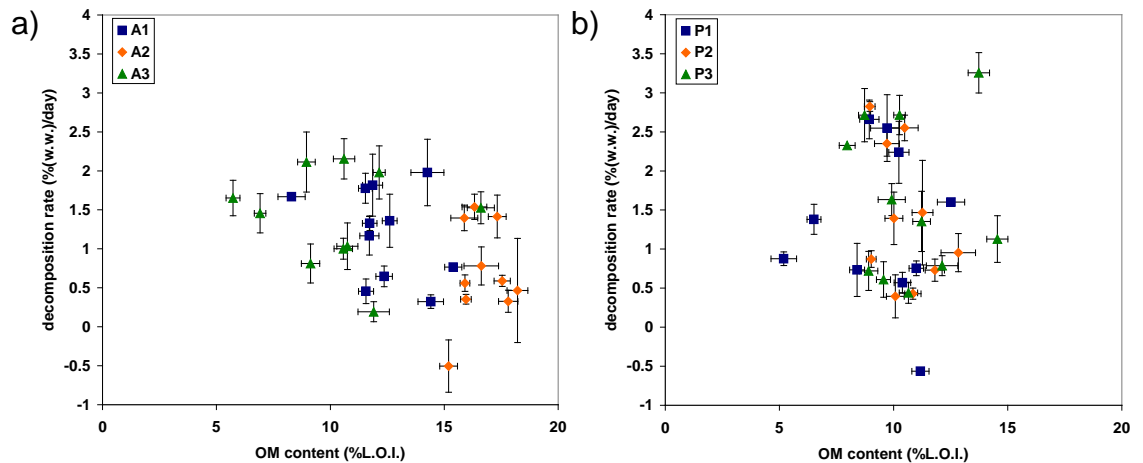 a)
decomposition rate (%(w.w.)/day)
4
3.5
3
2.5
2
1.5
1
0.5
0
-0.5
-1
A1
A2
A3
0 5 10 15 20
OM content (%L.O.I.)
b)
decomposition rate (%(w.w.)/day)
4
3.5
3
2.5
2
1.5
1
0.5
0
-0.5
-1
P1
P2
P3
0 5 10 15 20
OM content (%L.O.I.)